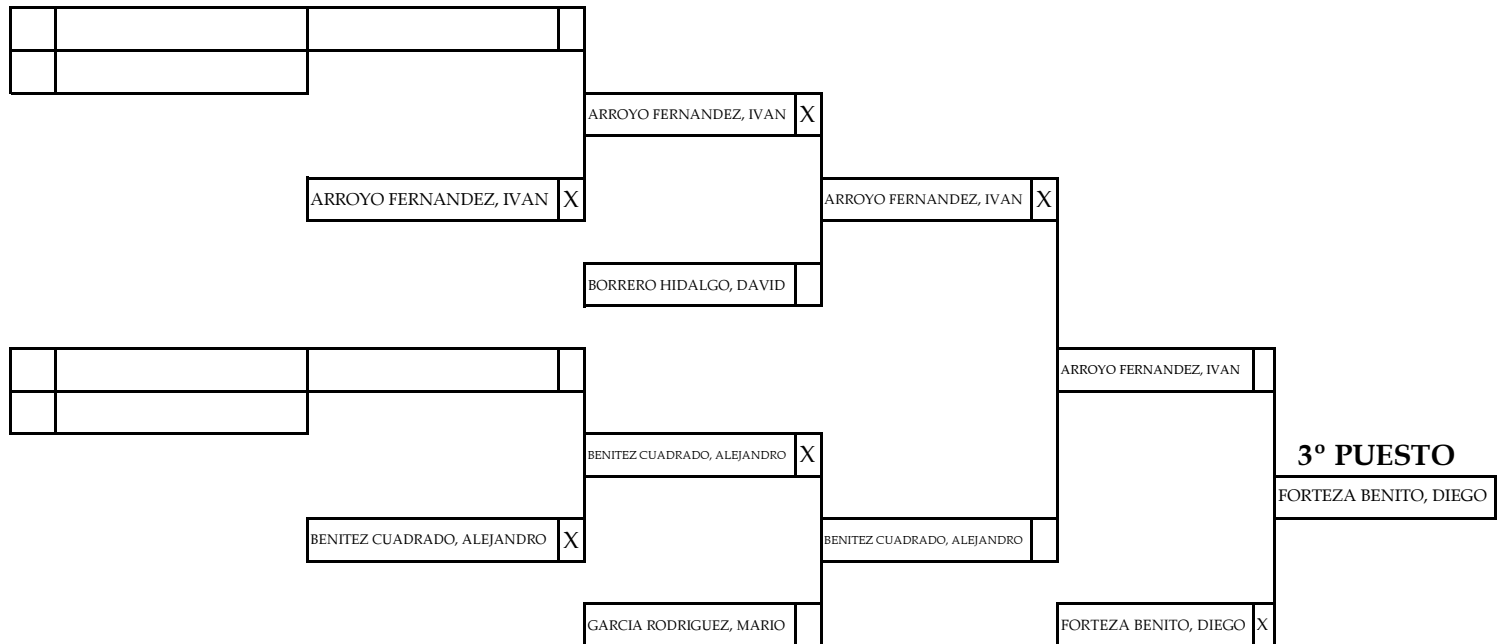 ARROYO FERNANDEZ, IVAN X
ARROYO FERNANDEZ, IVAN X
ARROYO FERNANDEZ, IVAN X
BORRERO HIDALGO, DAVID
ARROYO FERNANDEZ, IVAN
BENITEZ CUADRADO, ALEJANDRO X
3º PUESTO
FORTEZA BENITO, DIEGO
BENITEZ CUADRADO, ALEJANDRO X
BENITEZ CUADRADO, ALEJANDRO
GARCIA RODRIGUEZ, MARIO
FORTEZA BENITO, DIEGO X